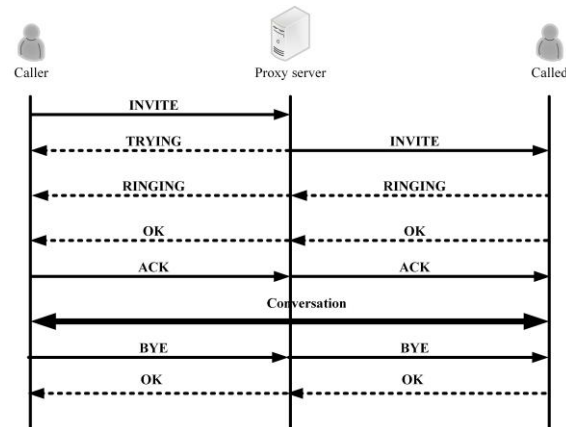 Caller Proxy server Called
INVITE
TRYING INVITE
RINGING RINGING
OK OK
ACK ACK
Conversation
BYE BYE
OK OK